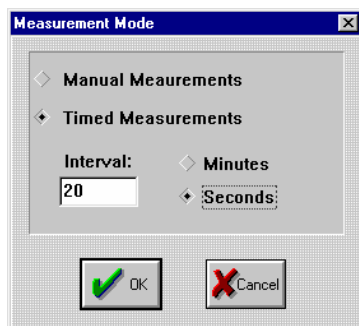 Measurement Mode
Manual Meaurements
Timed Measurements
Interval:
Minutes
20
Seconds
OK
Cancel